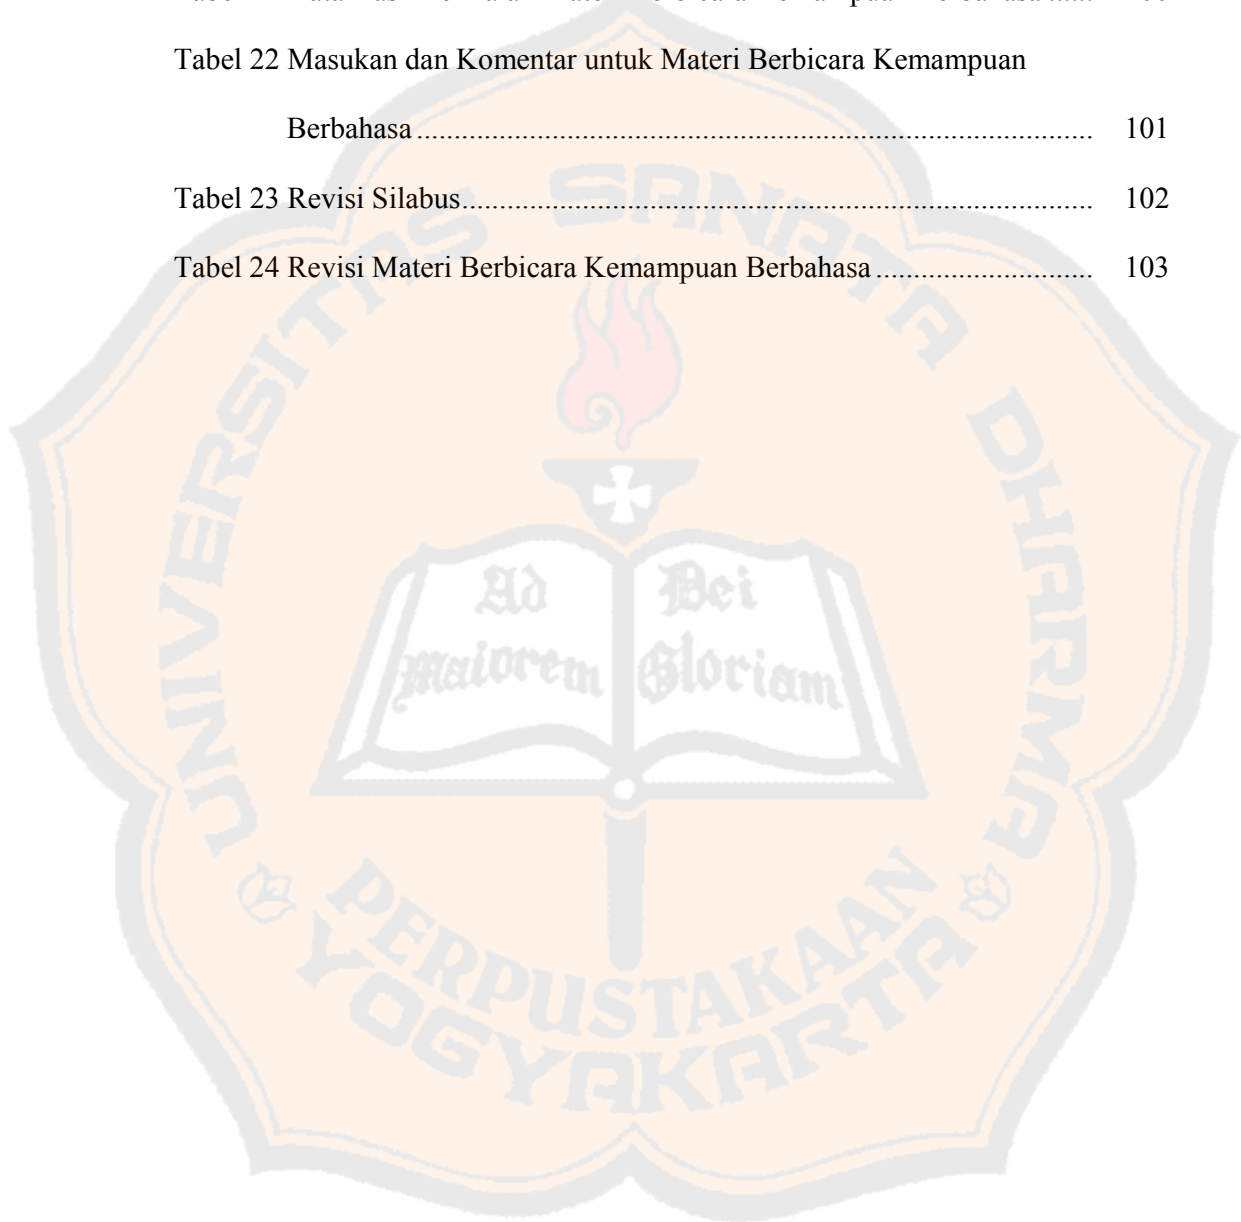 Tabel 22 Masukan dan Komentar untuk Materi Berbicara Kemampuan
Berbahasa.......................................................................................... 101
Tabel 23 Revisi Silabus.................................................................................... 102
Tabel 24 Revisi Materi Berbicara Kemampuan Berbahasa............................. 103
UNIVERSITAS SANATA DHARMA
Ad Dei
Maiorem Gloriam
PERPUSTAKAAN
YOGYAKARTA